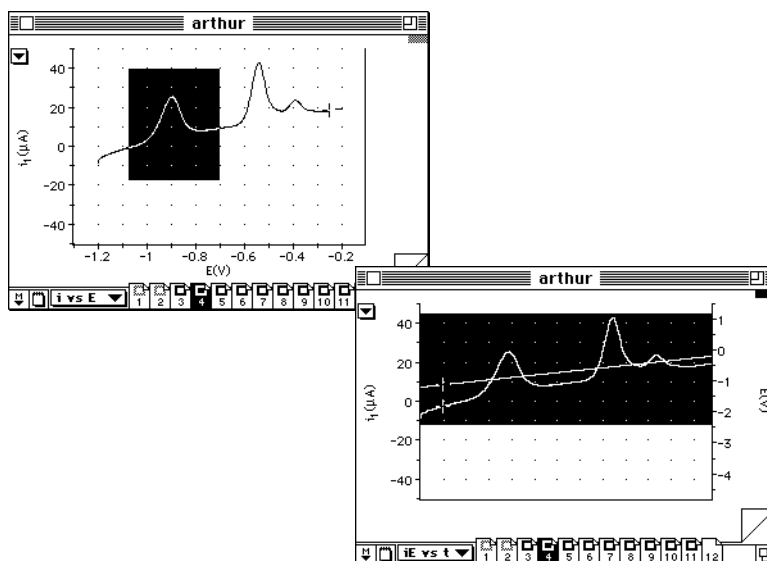 arthur
40
20
0
-20
-40
i₁(µA)
-1.2 -1 -0.8 -0.6 -0.4 -0.2
E(V)
M i vs E 1 2 3 4 5 6 7 8 9 10 11
arthur
40
20
0
-20
-40
i₁(µA)
1
0
-1
-2
-3
-4
E(V)
M iE vs t 1 2 3 4 5 6 7 8 9 10 11 12